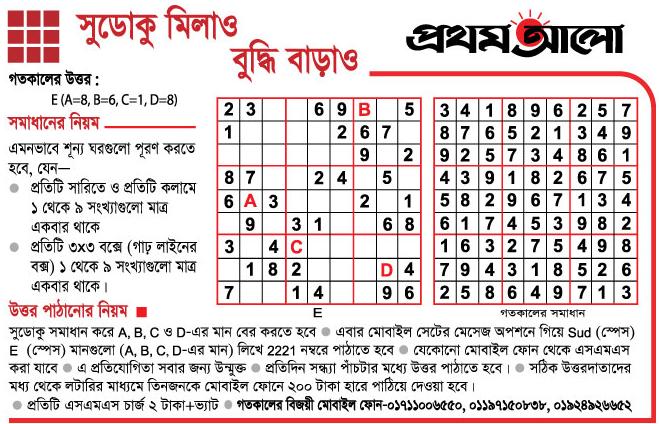 সুডোকু মিলাও
বুদ্ধি বাড়াও
প্রথম আলো
গতকালের উত্তর :
E (A=8, B=6, C=1, D=8)
সমাধানের নিয়ম
এমনভাবে শূন্য ঘরগুলো পূরণ করতে
হবে, যেন—
● প্রতিটি সারিতে ও প্রতিটি কলামে
১ থেকে ৯ সংখ্যাগুলো মাত্র
একবার থাকে
● প্রতিটি ৩x৩ বক্সে (গাঢ় লাইনের
বক্স) ১ থেকে ৯ সংখ্যাগুলো মাত্র
একবার থাকে।
2 3 6 9 B 5
1 2 6 7
9 2
8 7 2 4 5
6 A 3 2 1
9 3 1 6 8
3 4 C
1 8 2 D 4
7 1 4 9 6
E
3 4 1 8 9 6 2 5 7
8 7 6 5 2 1 3 4 9
9 2 5 7 3 4 8 6 1
4 3 9 1 8 2 6 7 5
5 8 2 9 6 7 1 3 4
6 1 7 4 5 3 9 8 2
1 6 3 2 7 5 4 9 8
7 9 4 3 1 8 5 2 6
2 5 8 6 4 9 7 1 3
গতকালের সমাধান
উত্তর পাঠানোর নিয়ম ■
সুডোকু সমাধান করে A, B, C ও D-এর মান বের করতে হবে ● এবার মোবাইল সেটের মেসেজ অপশনে গিয়ে Sud (স্পেস)
E (স্পেস) মানগুলো (A, B, C, D-এর মান) লিখে 2221 নম্বরে পাঠাতে হবে ● যেকোনো মোবাইল ফোন থেকে এসএমএস
করা যাবে ● এ প্রতিযোগিতা সবার জন্য উন্মুক্ত ● প্রতিদিন সন্ধ্যা পাঁচটার মধ্যে উত্তর পাঠাতে হবে। ● সঠিক উত্তরদাতাদের
মধ্য থেকে লটারির মাধ্যমে তিনজনকে মোবাইল ফোনে ২০০ টাকা হারে পাঠিয়ে দেওয়া হবে।
● প্রতিটি এসএমএস চার্জ ২ টাকা+ভ্যাট ● গতকালের বিজয়ী মোবাইল ফোন-০১৭১১০০৬৫৫০, ০১১৯৭১৫০৮৩৮, ০১৯২৪৯২৬৬৫২